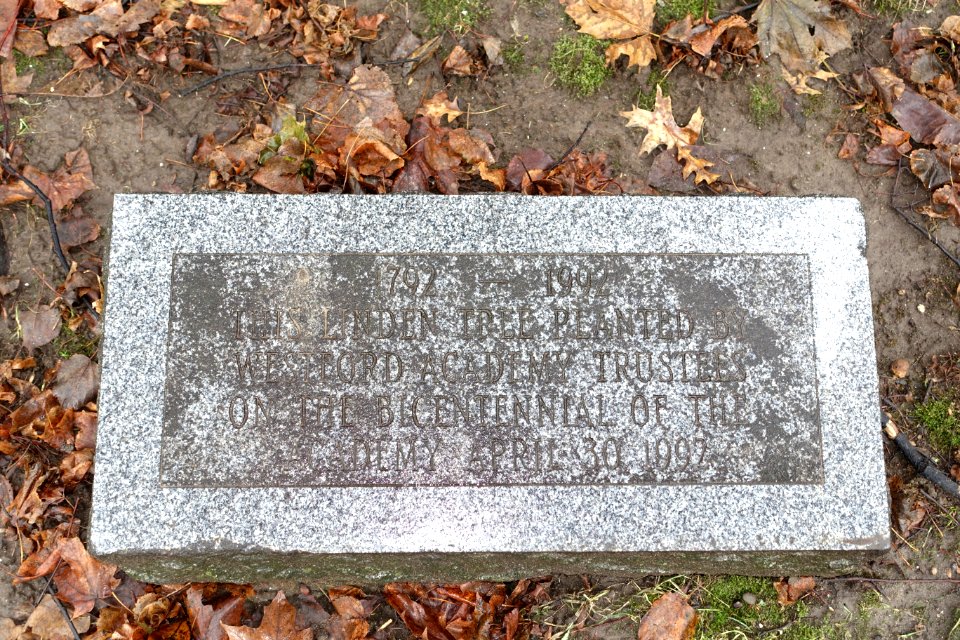 1792 — 1992
THIS LINDEN TREE PLANTED BY
WESTFORD ACADEMY TRUSTEES
ON THE BICENTENNIAL OF THE
ACADEMY APRIL 30, 1992